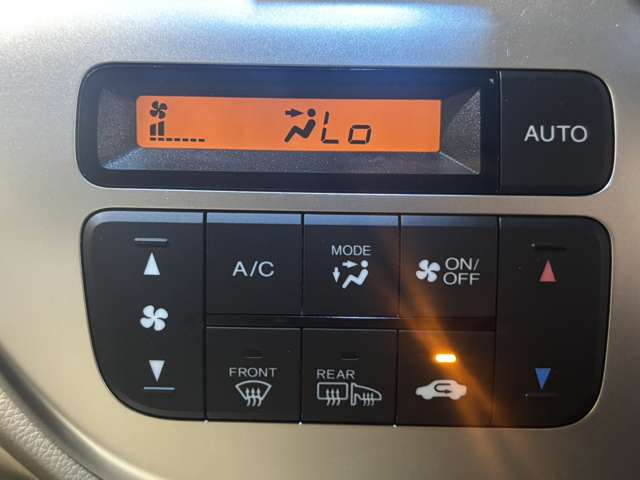 Lo
AUTO
A/C
MODE
ON/
OFF
FRONT
REAR